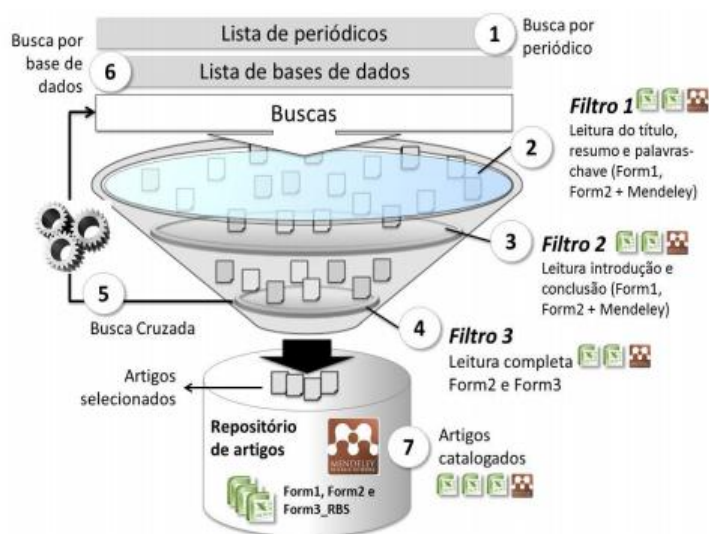 Lista de periódicos
1
Busca por
periódico
Busca por
base de
dados
6
Lista de bases de dados
Buscas
2
Filtro 1
Leitura do título,
resumo e palavras-
chave (Form1,
Form2 + Mendeley)
3
Filtro 2
Leitura introdução e
conclusão (Form1,
Form2 + Mendeley)
5
Busca Cruzada
4
Filtro 3
Leitura completa
Form2 e Form3
Artigos
selecionados
Repositório
de artigos
MENDELEY
7
Artigos
catalogados
Form1, Form2 e
Form3_RBS